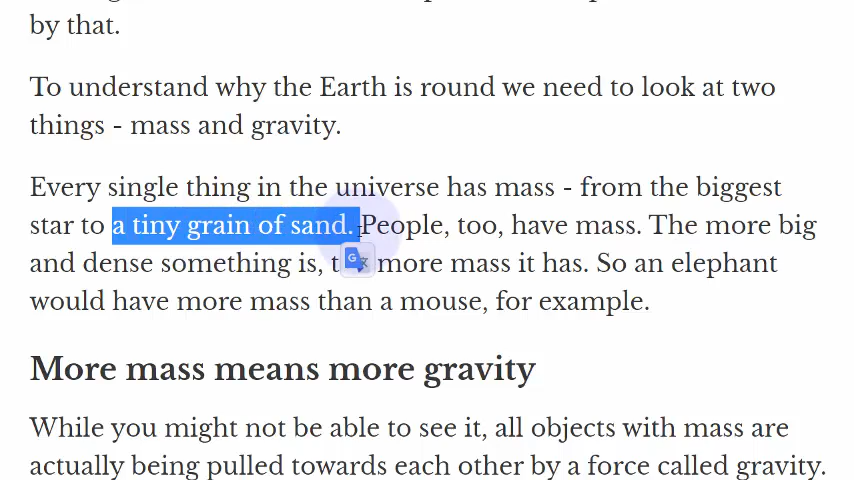 by that.
To understand why the Earth is round we need to look at two
things - mass and gravity.
Every single thing in the universe has mass - from the biggest
star to a tiny grain of sand. People, too, have mass. The more big
and dense something is, more mass it has. So an elephant
would have more mass than a mouse, for example.
More mass means more gravity
While you might not be able to see it, all objects with mass are
actually being pulled towards each other by a force called gravity.